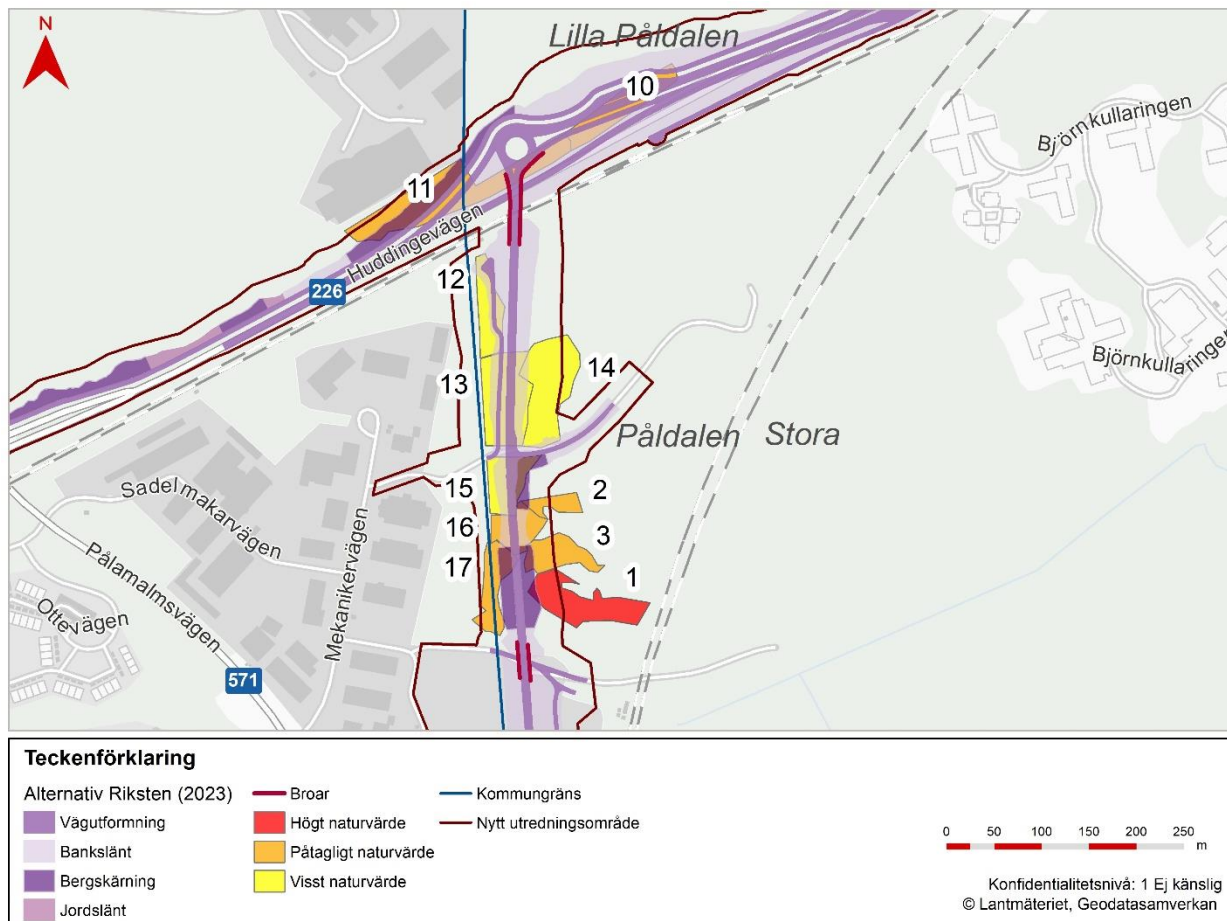 N
Lilla Påldalen
10
Björnkullaringen
11
Huddingevägen
12
226
13
14
Björnkullaringen
Påldalen Stora
15
2
Sadelmakarvägen
16
3
17
1
Pålamalmsvägen
Mekanikervägen
Ottevägen
571
Teckenförklaring
Alternativ Riksten (2023)
Vägutformning
Bankslänt
Bergskärning
Jordslänt
Broar
Högt naturvärde
Påtagligt naturvärde
Visst naturvärde
Kommungräns
Nytt utredningsområde
0 50 100 150 200 250
m
Konfidentialitetsnivå: 1 Ej känslig
© Lantmäteriet, Geodatasamverkan